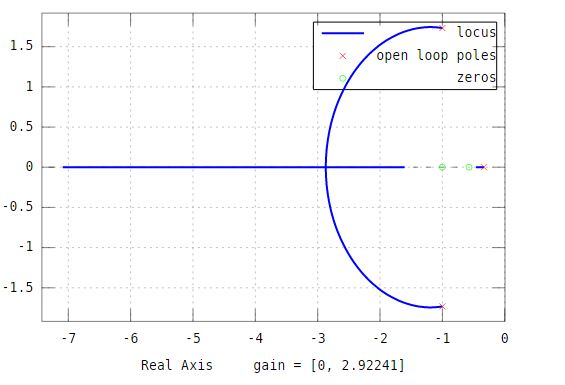 locus
open loop poles
zeros
1.5
1
0.5
0
-0.5
-1
-1.5
-7 -6 -5 -4 -3 -2 -1 0
Real Axis gain = [0, 2.92241]